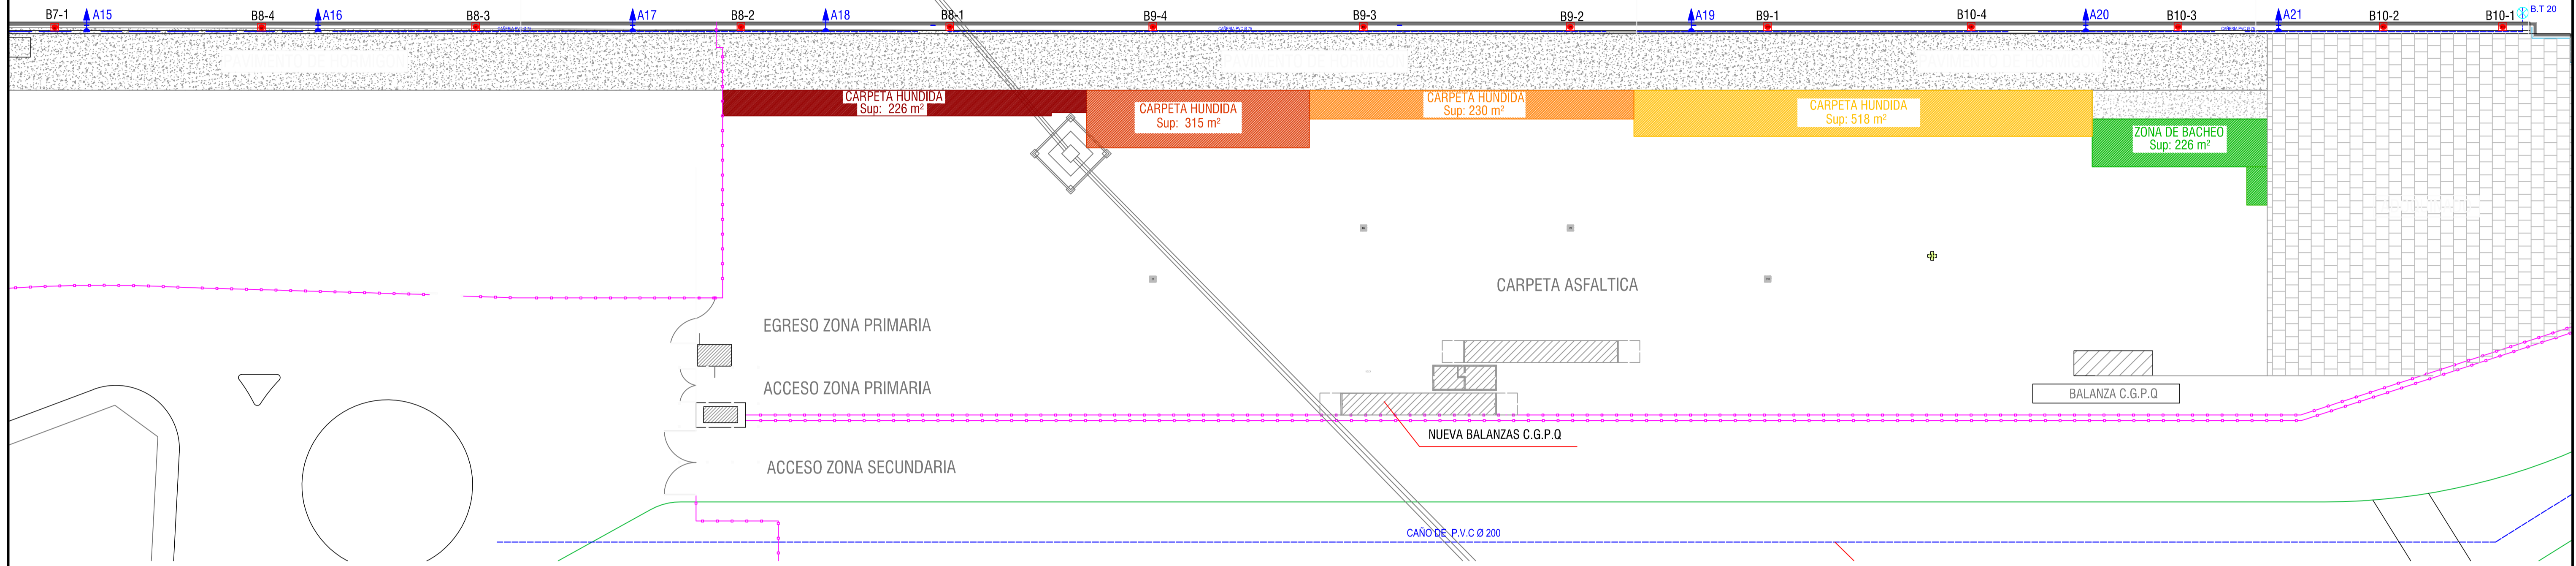 B7-1
A15
B8-4
A16
B8-3
A17
B8-2
A18
B8-1
B9-4
B9-3
B9-2
A19
B9-1
B10-4
A20
B10-3
A21
B10-2
B10-1
B.T 20
CARPETA HUNDIDA
Sup: 226 m²
CARPETA HUNDIDA
Sup: 315 m²
CARPETA HUNDIDA
Sup: 230 m²
CARPETA HUNDIDA
Sup: 518 m²
ZONA DE BACHEO
Sup: 226 m²
CARPETA ASFALTICA
EGRESO ZONA PRIMARIA
ACCESO ZONA PRIMARIA
BALANZA C.G.P.Q
NUEVA BALANZAS C.G.P.Q
ACCESO ZONA SECUNDARIA
CAÑO DE P.V.C Ø 200